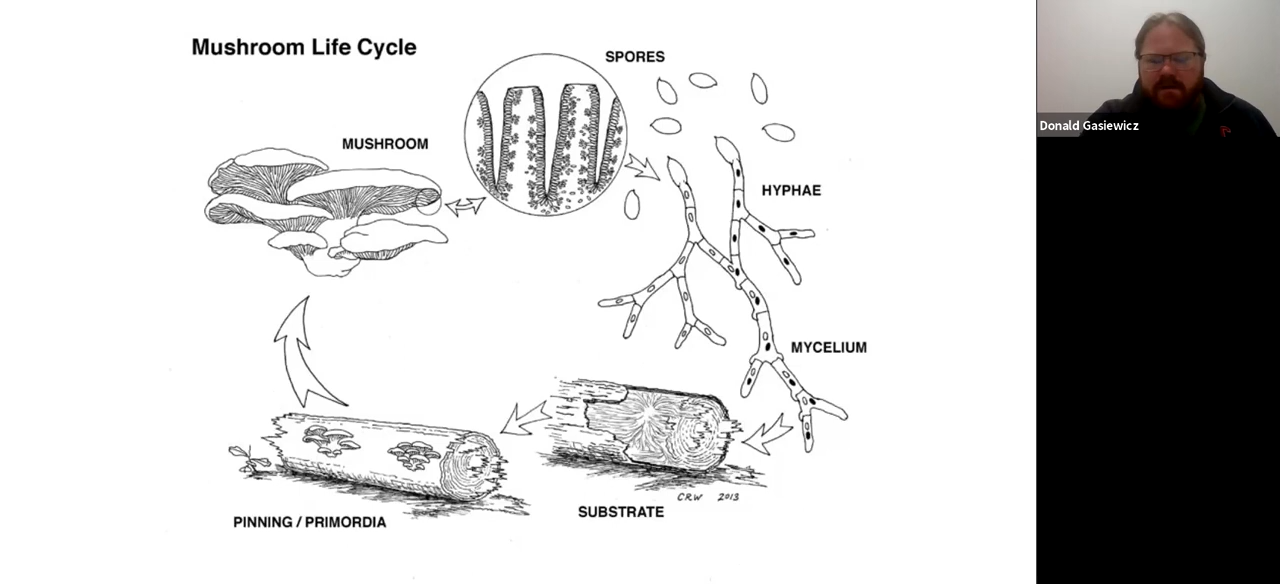 Mushroom Life Cycle
SPORES
MUSHROOM
HYPHAE
MYCELIUM
CRW 2013
SUBSTRATE
PINNING / PRIMORDIA
Donald Gasiewicz